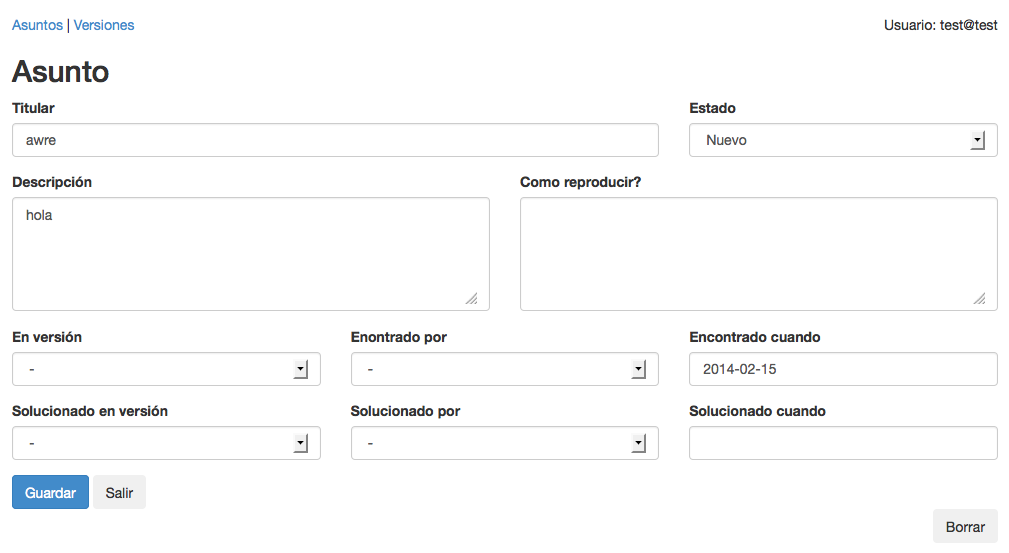 Asuntos | Versiones Usuario: test@test
Asunto
Titular Estado
awre Nuevo
Descripción Como reproducir?
hola
En versión Enontrado por Encontrado cuando
- - 2014-02-15
Solucionado en versión Solucionado por Solucionado cuando
- -
Guardar Salir
Borrar